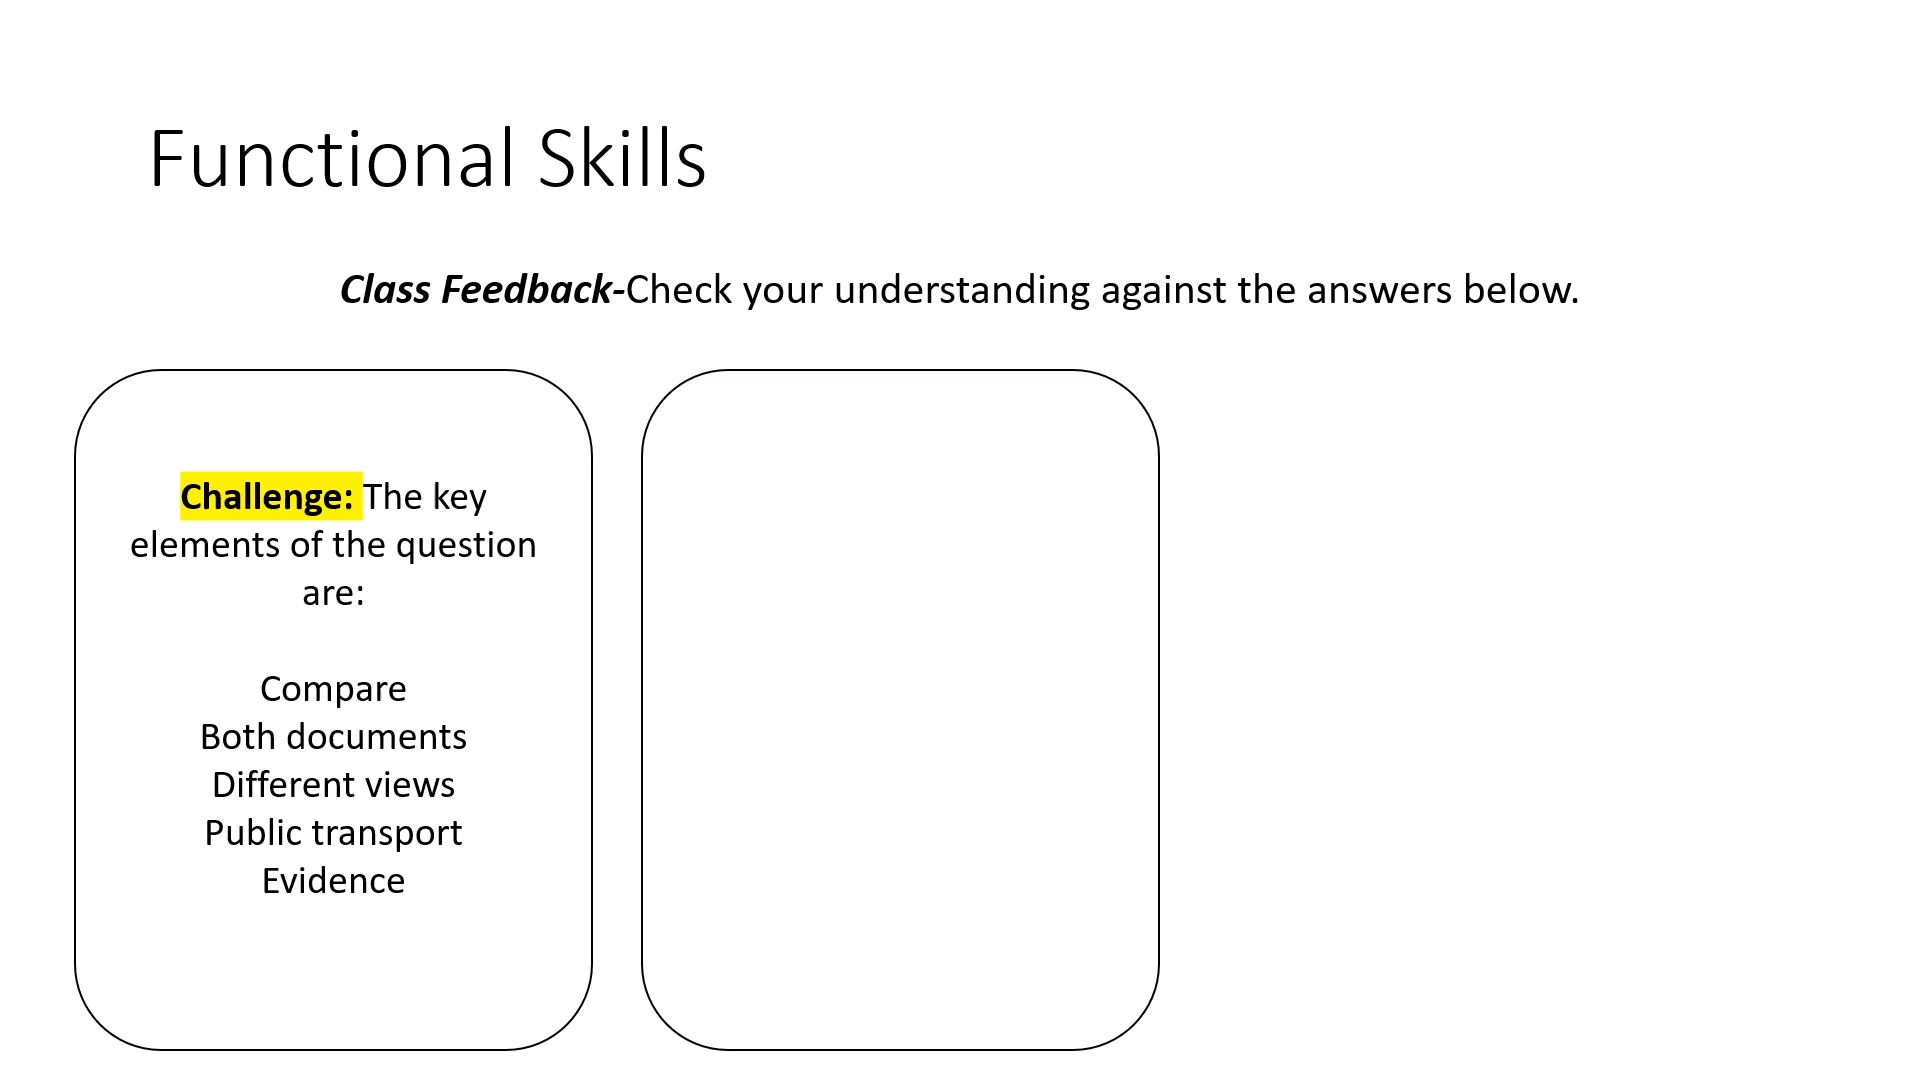 Functional Skills
Class Feedback-Check your understanding against the answers below.
Challenge: The key
elements of the question
are:
Compare
Both documents
Different views
Public transport
Evidence